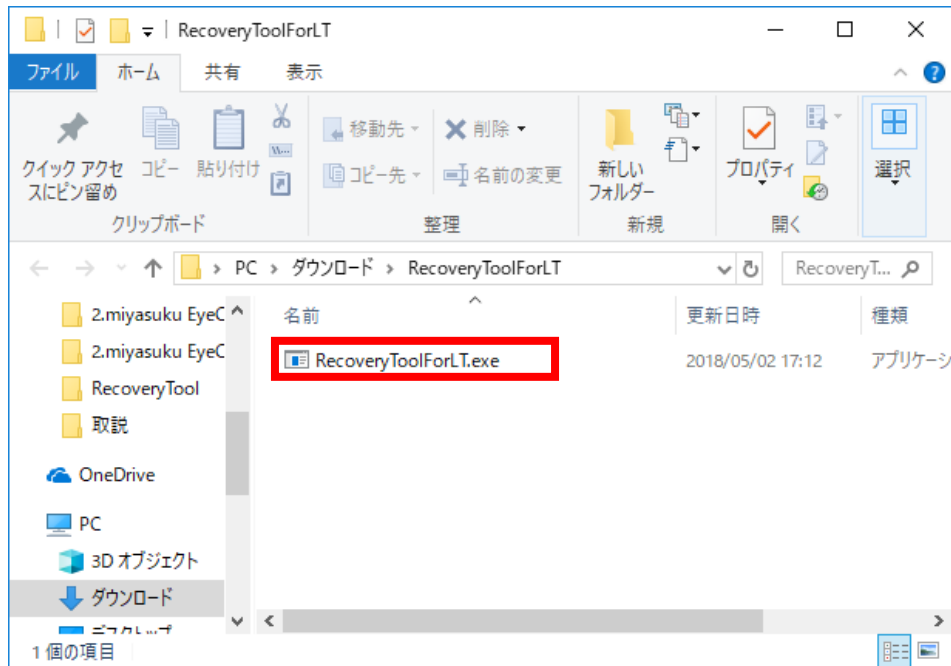 RecoveryToolForLT
ファイル ホーム 共有 表示
クイック アクセスにピン留め
コピー
貼り付け
移動先
削除
コピー先
名前の変更
新しいフォルダー
プロパティ
選択
クリップボード 整理 新規 開く
PC › ダウンロード › RecoveryToolForLT
RecoveryT...
2.miyasuku EyeC
2.miyasuku EyeC
RecoveryTool
取説
OneDrive
PC
3D オブジェクト
ダウンロード
デスクトップ
名前 更新日時 種類
RecoveryToolForLT.exe 2018/05/02 17:12 アプリケーシ
1 個の項目